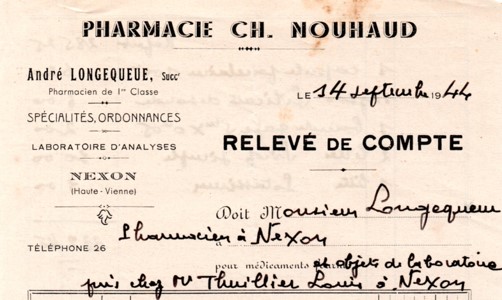 PHARMACIE CH. NOUHAUD
André LONGEQUEUE, Succr
Pharmacien de 1re Classe
SPÉCIALITÉS, ORDONNANCES
LABORATOIRE D'ANALYSES
NEXON
(Haute-Vienne)
TÉLÉPHONE 26
LE 14 septembre 1944
RELEVÉ DE COMPTE
Doit Monsieur Longequeue
Pharmacien à Nexon
pour médicaments et objets de laboratoire
pris chez Mr Thuillier Louis à Nexon